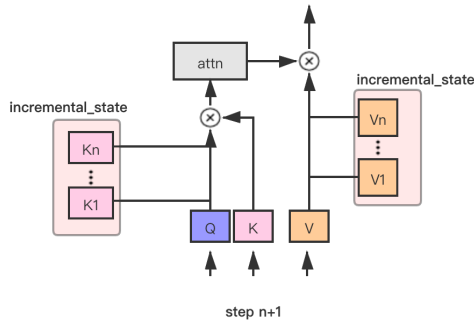 attn
incremental_state
incremental_state
Kn
K1
Vn
V1
Q
K
V
step n+1